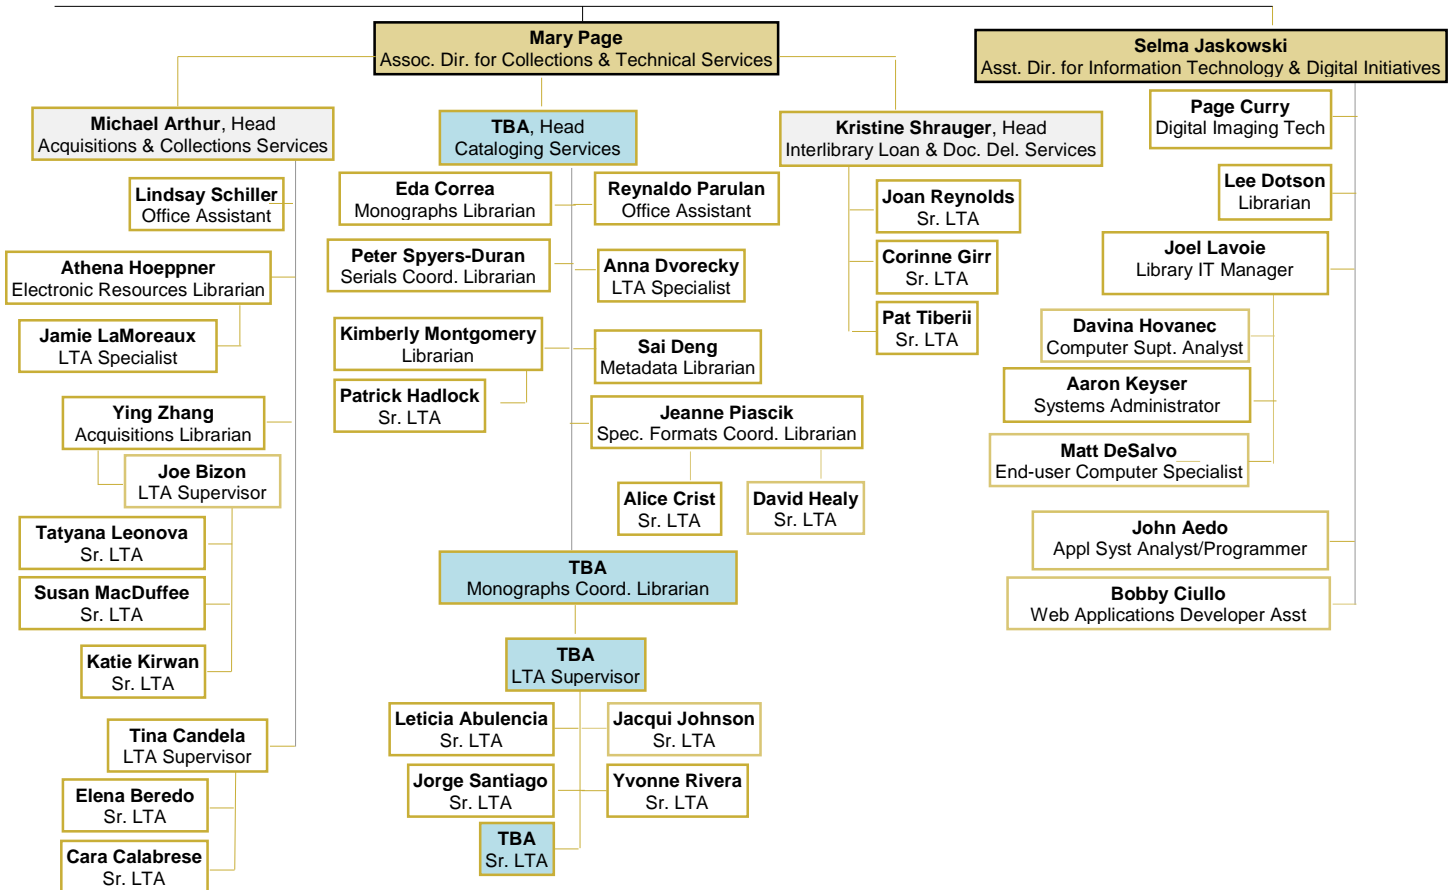 Mary Page
Assoc. Dir. for Collections & Technical Services
Selma Jaskowski
Asst. Dir. for Information Technology & Digital Initiatives
Michael Arthur, Head
Acquisitions & Collections Services
Lindsay Schiller
Office Assistant
Athena Hoeppner
Electronic Resources Librarian
Jamie LaMoreaux
LTA Specialist
Ying Zhang
Acquisitions Librarian
Joe Bizon
LTA Supervisor
Tatyana Leonova
Sr. LTA
Susan MacDuffee
Sr. LTA
Katie Kirwan
Sr. LTA
Tina Candela
LTA Supervisor
Elena Beredo
Sr. LTA
Cara Calabrese
Sr. LTA
TBA, Head
Cataloging Services
Eda Correa
Monographs Librarian
Reynaldo Parulan
Office Assistant
Peter Spyers-Duran
Serials Coord. Librarian
Anna Dvorecky
LTA Specialist
Kimberly Montgomery
Librarian
Sai Deng
Metadata Librarian
Patrick Hadlock
Sr. LTA
Jeanne Piascik
Spec. Formats Coord. Librarian
Alice Crist
Sr. LTA
David Healy
Sr. LTA
TBA
Monographs Coord. Librarian
TBA
LTA Supervisor
Leticia Abulencia
Sr. LTA
Jacqui Johnson
Sr. LTA
Jorge Santiago
Sr. LTA
Yvonne Rivera
Sr. LTA
TBA
Sr. LTA
Kristine Shrauger, Head
Interlibrary Loan & Doc. Del. Services
Joan Reynolds
Sr. LTA
Corinne Girr
Sr. LTA
Pat Tiberii
Sr. LTA
Page Curry
Digital Imaging Tech
Lee Dotson
Librarian
Joel Lavoie
Library IT Manager
Davina Hovanec
Computer Supt. Analyst
Aaron Keyser
Systems Administrator
Matt DeSalvo
End-user Computer Specialist
John Aedo
Appl Syst Analyst/Programmer
Bobby Ciullo
Web Applications Developer Asst